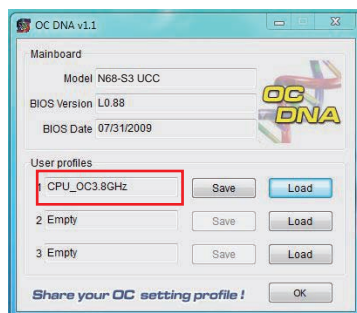 OC DNA v1.1
Mainboard
Model N68-S3 UCC
BIOS Version L0.88
BIOS Date 07/31/2009
OC
DNA
User profiles
1 CPU_OC3.8GHz Save Load
2 Empty Save Load
3 Empty Save Load
Share your OC setting profile! OK